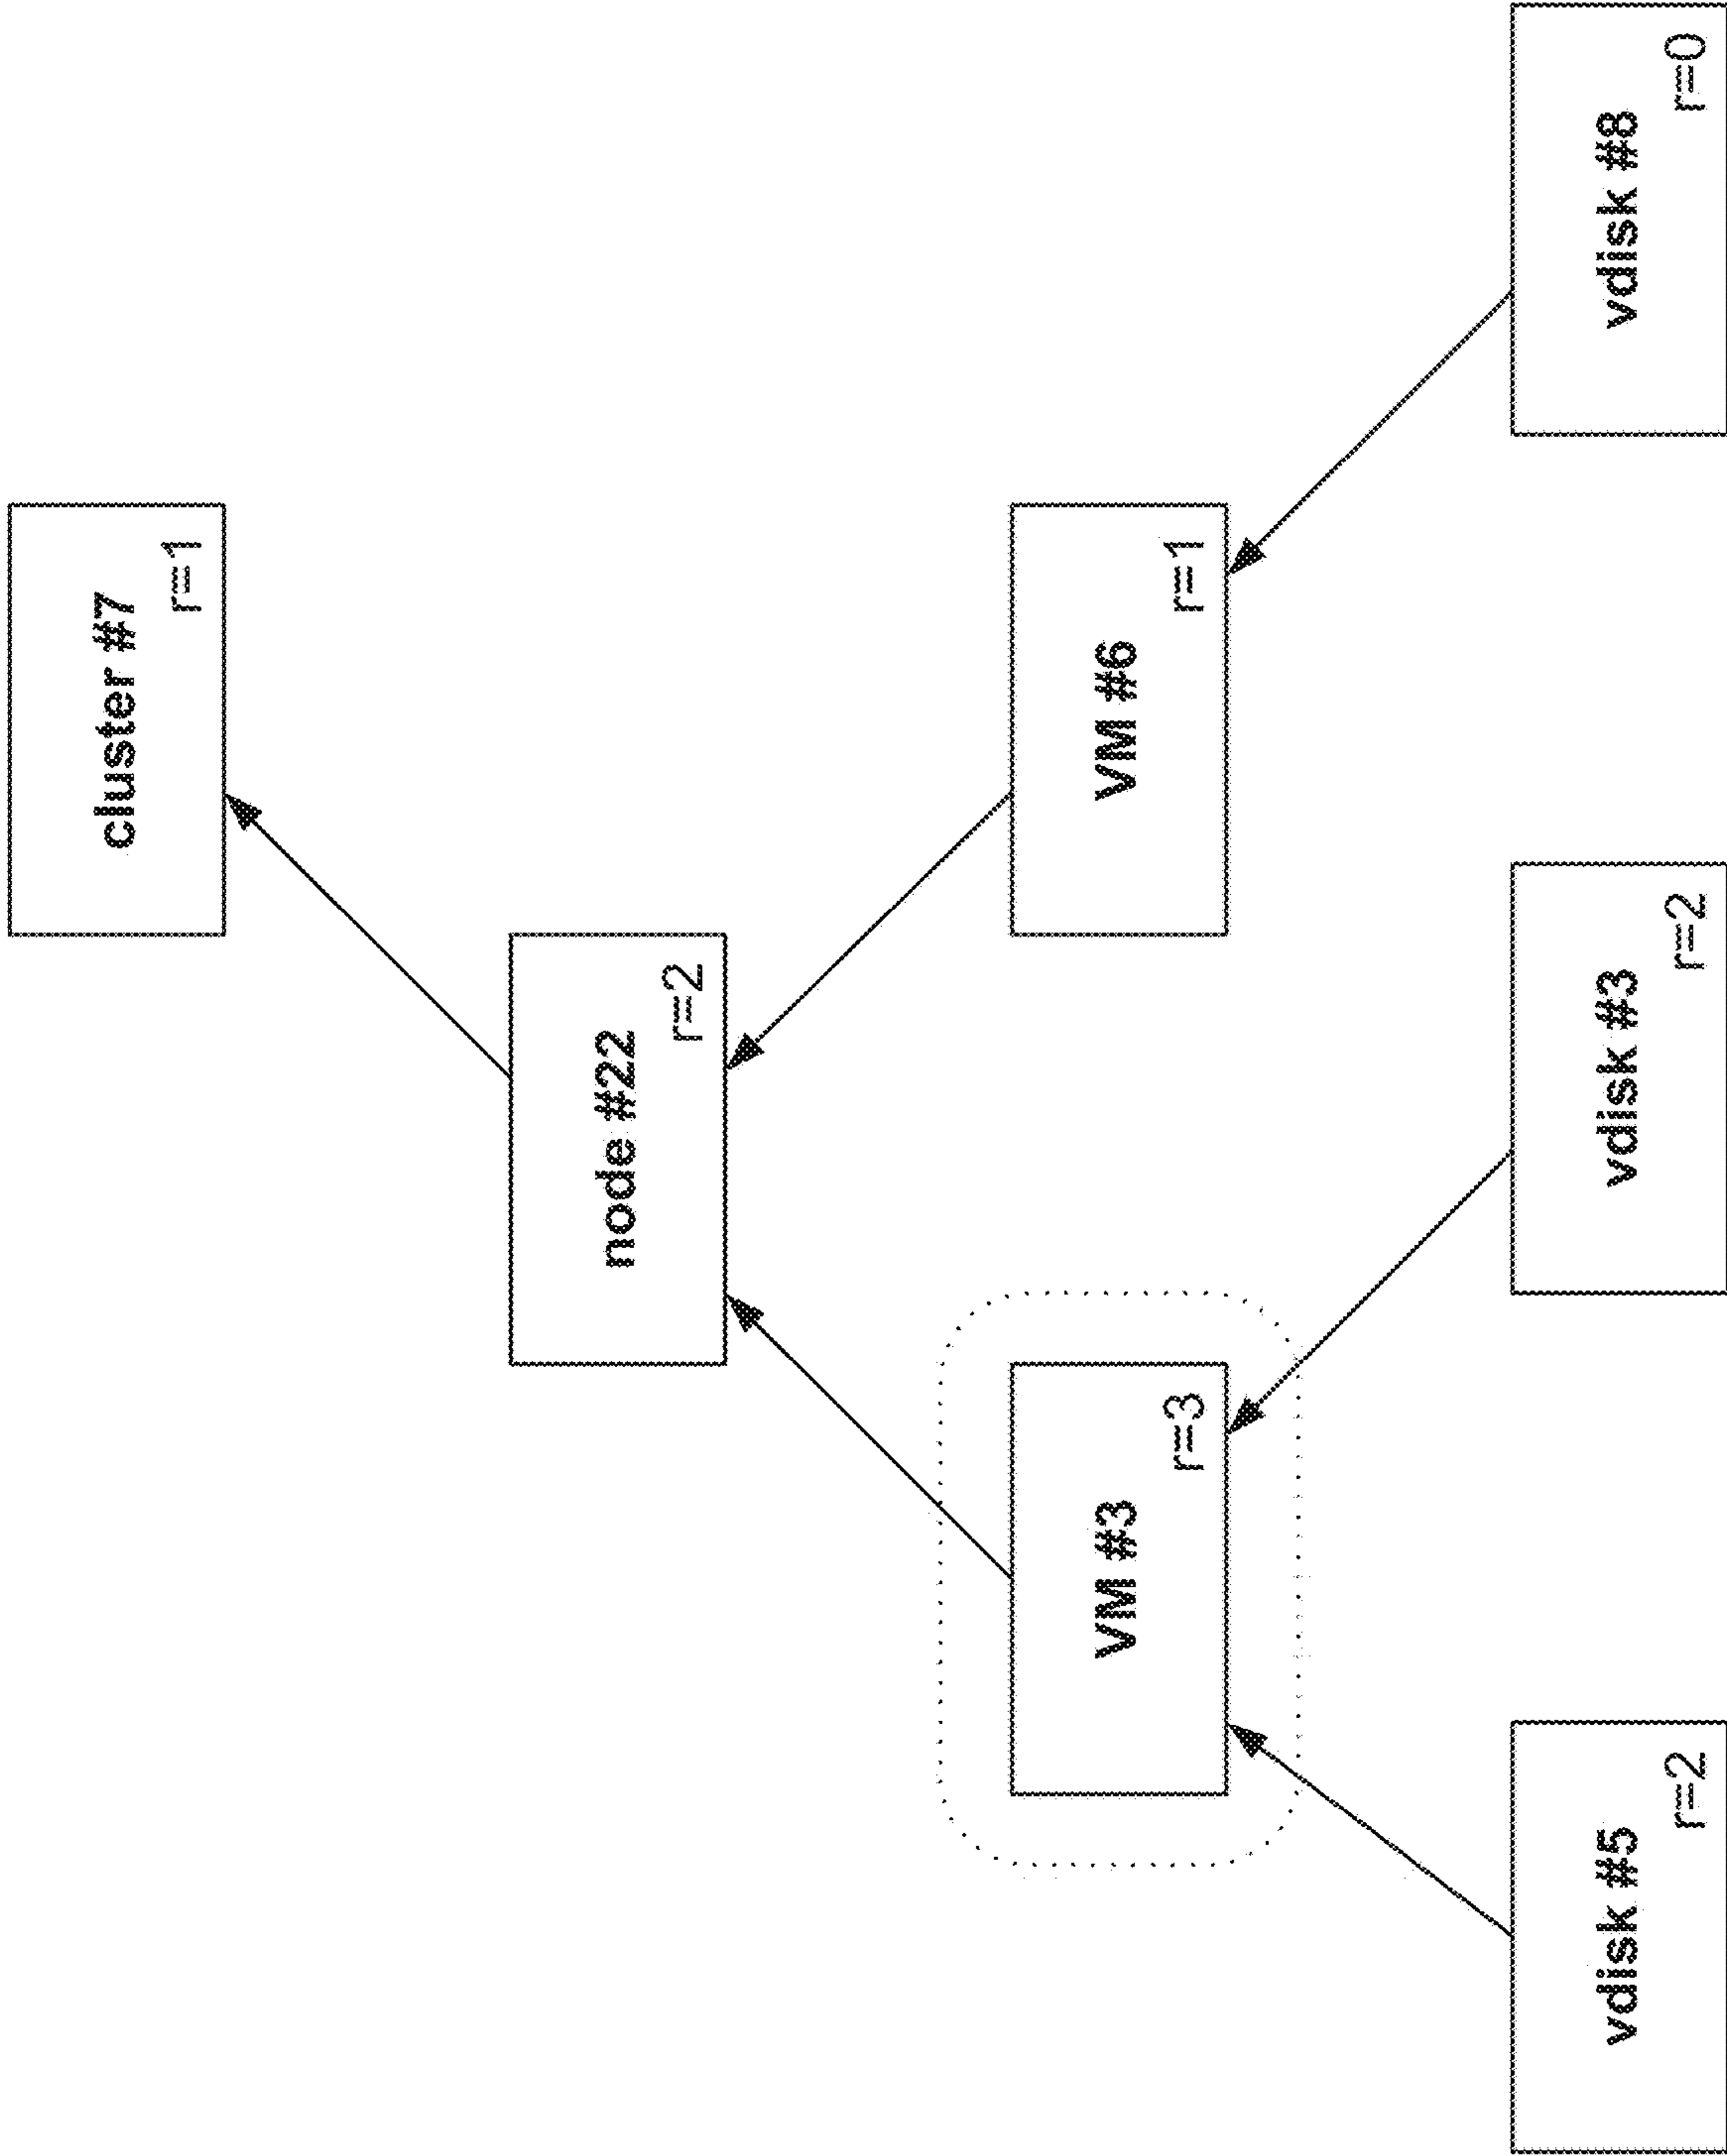 cluster #7
r=1
node #22
r=2
VM #3
r=3
VM #6
r=1
vdisk #5
r=2
vdisk #3
r=2
vdisk #8
r=0